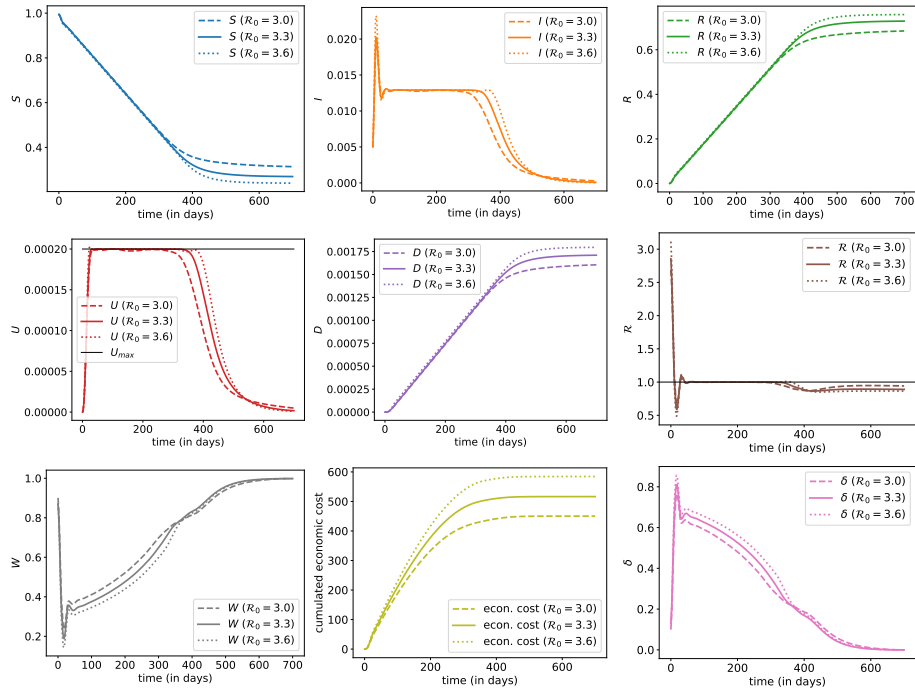 1.0
0.8
0.6
0.4
S
0 200 400 600
time (in days)
S (ℛ₀ = 3.0)
S (ℛ₀ = 3.3)
S (ℛ₀ = 3.6)
0.020
0.015
0.010
0.005
0.000
I
0 200 400 600
time (in days)
I (ℛ₀ = 3.0)
I (ℛ₀ = 3.3)
I (ℛ₀ = 3.6)
0.6
0.4
0.2
0.0
R
0 100 200 300 400 500 600 700
time (in days)
R (ℛ₀ = 3.0)
R (ℛ₀ = 3.3)
R (ℛ₀ = 3.6)
0.00020
0.00015
0.00010
0.00005
0.00000
U
0 200 400 600
time (in days)
U (ℛ₀ = 3.0)
U (ℛ₀ = 3.3)
U (ℛ₀ = 3.6)
Uₘₐₓ
0.00175
0.00150
0.00125
0.00100
0.00075
0.00050
0.00025
0.00000
D
0 200 400 600
time (in days)
D (ℛ₀ = 3.0)
D (ℛ₀ = 3.3)
D (ℛ₀ = 3.6)
3.0
2.5
2.0
1.5
1.0
0.5
ℛ
0 200 400 600
time (in days)
ℛ (ℛ₀ = 3.0)
ℛ (ℛ₀ = 3.3)
ℛ (ℛ₀ = 3.6)
1.0
0.8
0.6
0.4
0.2
W
0 100 200 300 400 500 600 700
time (in days)
W (ℛ₀ = 3.0)
W (ℛ₀ = 3.3)
W (ℛ₀ = 3.6)
600
500
400
300
200
100
0
cumulated economic cost
0 200 400 600
time (in days)
econ. cost (ℛ₀ = 3.0)
econ. cost (ℛ₀ = 3.3)
econ. cost (ℛ₀ = 3.6)
0.8
0.6
0.4
0.2
0.0
δ
0 200 400 600
time (in days)
δ (ℛ₀ = 3.0)
δ (ℛ₀ = 3.3)
δ (ℛ₀ = 3.6)